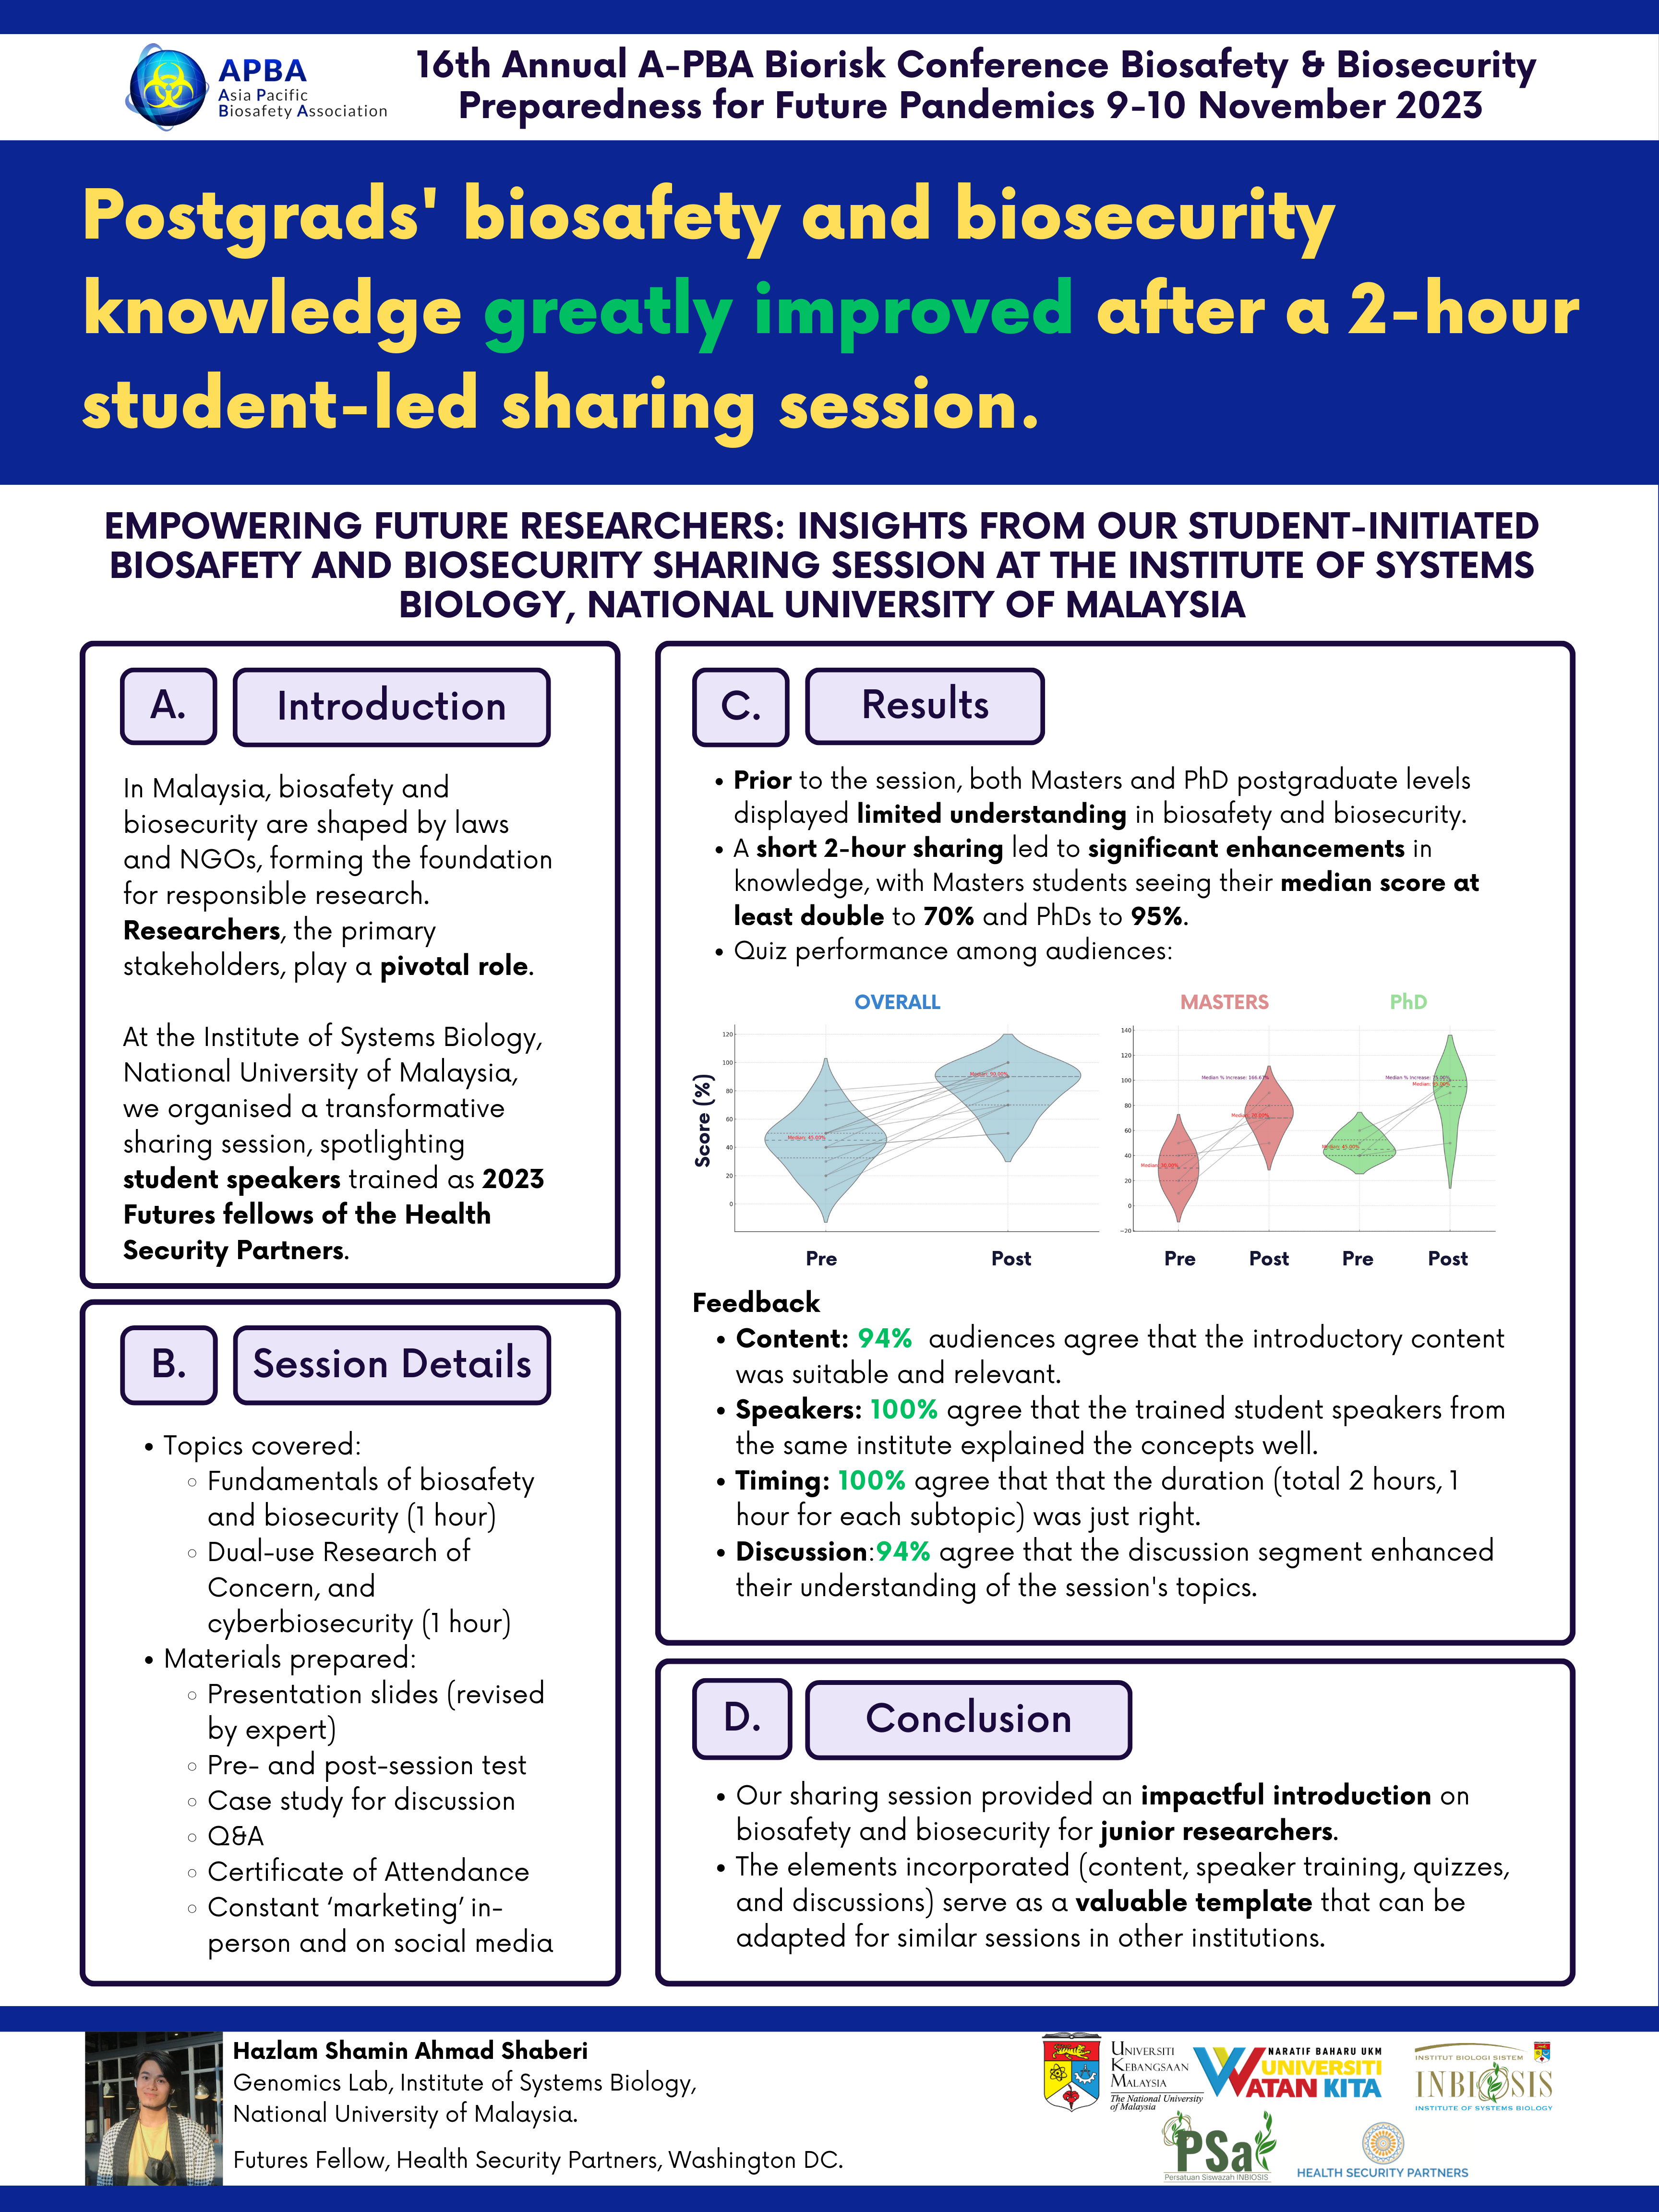 APBA
Asia Pacific
Biosafety Association
16th Annual A-PBA Biorisk Conference Biosafety & Biosecurity
Preparedness for Future Pandemics 9-10 November 2023
Postgrads' biosafety and biosecurity
knowledge greatly improved after a 2-hour
student-led sharing session.
EMPOWERING FUTURE RESEARCHERS: INSIGHTS FROM OUR STUDENT-INITIATED
BIOSAFETY AND BIOSECURITY SHARING SESSION AT THE INSTITUTE OF SYSTEMS
BIOLOGY, NATIONAL UNIVERSITY OF MALAYSIA
A.
Introduction
In Malaysia, biosafety and
biosecurity are shaped by laws
and NGOs, forming the foundation
for responsible research.
Researchers, the primary
stakeholders, play a pivotal role.
At the Institute of Systems Biology,
National University of Malaysia,
we organised a transformative
sharing session, spotlighting
student speakers trained as 2023
Futures fellows of the Health
Security Partners.
B.
Session Details
• Topics covered:
◦ Fundamentals of biosafety
and biosecurity (1 hour)
◦ Dual-use Research of
Concern, and
cyberbiosecurity (1 hour)
• Materials prepared:
◦ Presentation slides (revised
by expert)
◦ Pre- and post-session test
◦ Case study for discussion
◦ Q&A
◦ Certificate of Attendance
◦ Constant ‘marketing’ in-
person and on social media
C.
Results
• Prior to the session, both Masters and PhD postgraduate levels
displayed limited understanding in biosafety and biosecurity.
• A short 2-hour sharing led to significant enhancements in
knowledge, with Masters students seeing their median score at
least double to 70% and PhDs to 95%.
• Quiz performance among audiences:
OVERALL
Score (%)
120
100
80
60
40
20
0
Median: 45.00%
Median: 90.00%
Pre
Post
MASTERS
PhD
140
120
100
80
60
40
20
0
-20
Median % increase:
Median % increase:
Median:
Median:
Median:
Median: 45.00%
Pre
Post
Pre
Post
Feedback
• Content: 94% audiences agree that the introductory content
was suitable and relevant.
• Speakers: 100% agree that the trained student speakers from
the same institute explained the concepts well.
• Timing: 100% agree that that the duration (total 2 hours, 1
hour for each subtopic) was just right.
• Discussion:94% agree that the discussion segment enhanced
their understanding of the session's topics.
D.
Conclusion
• Our sharing session provided an impactful introduction on
biosafety and biosecurity for junior researchers.
• The elements incorporated (content, speaker training, quizzes,
and discussions) serve as a valuable template that can be
adapted for similar sessions in other institutions.
Hazlam Shamin Ahmad Shaberi
Genomics Lab, Institute of Systems Biology,
National University of Malaysia.
Futures Fellow, Health Security Partners, Washington DC.
UNIVERSITI
KEBANGSAAN
MALAYSIA
The National University
of Malaysia
NARATIF BAHARU UKM
UNIVERSITI
WATAN KITA
INSTITUT BIOLOGI SISTEM
INBIOSIS
INSTITUTE OF SYSTEMS BIOLOGY
PSa
Persatuan Siswazah INBIOSIS
HEALTH SECURITY PARTNERS